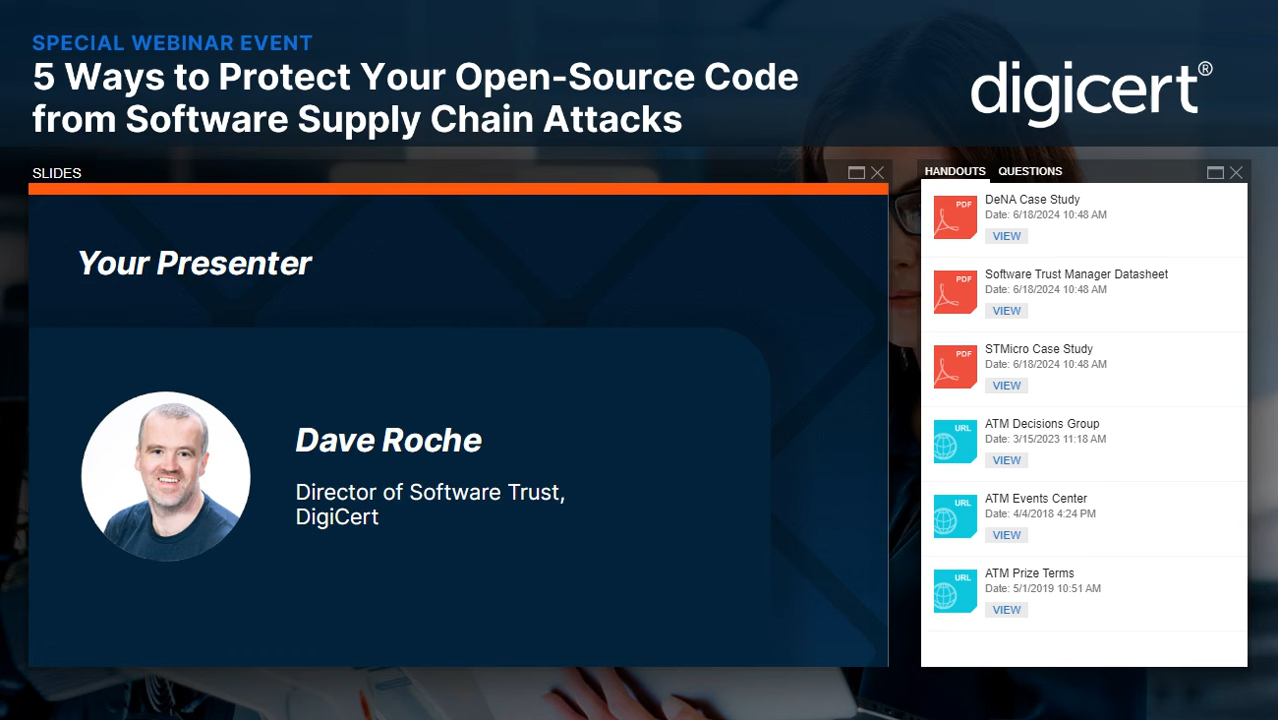 SPECIAL WEBINAR EVENT
5 Ways to Protect Your Open-Source Code
from Software Supply Chain Attacks
digicert®
SLIDES
Your Presenter
Dave Roche
Director of Software Trust,
DigiCert
HANDOUTS QUESTIONS
PDF
DeNA Case Study
Date: 6/18/2024 10:48 AM
VIEW
PDF
Software Trust Manager Datasheet
Date: 6/18/2024 10:48 AM
VIEW
PDF
STMicro Case Study
Date: 6/18/2024 10:48 AM
VIEW
URL
ATM Decisions Group
Date: 3/15/2023 11:18 AM
VIEW
URL
ATM Events Center
Date: 4/4/2018 4:24 PM
VIEW
URL
ATM Prize Terms
Date: 5/1/2019 10:51 AM
VIEW